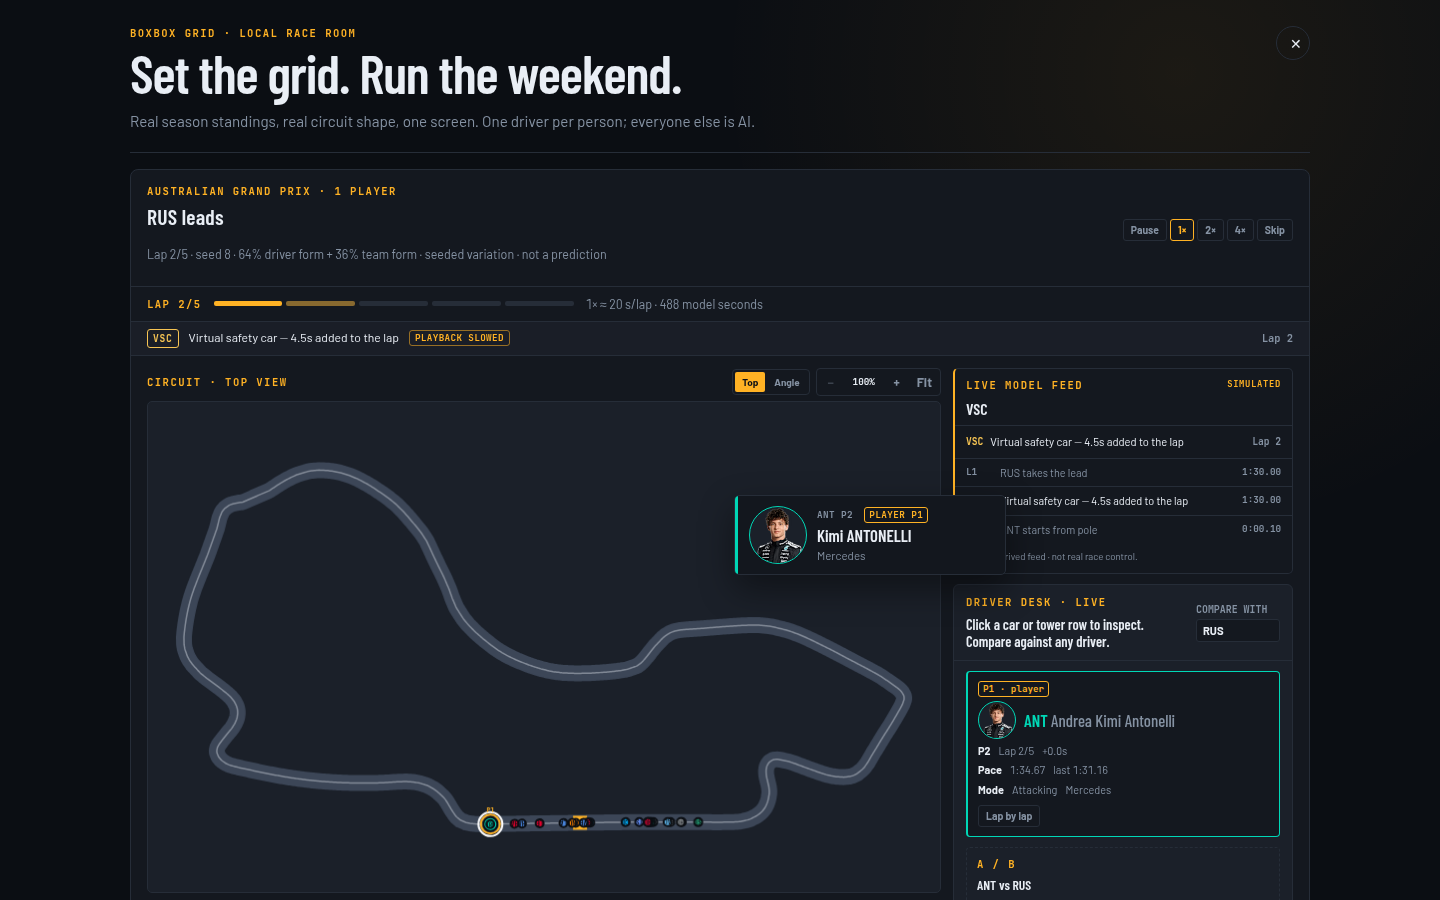 BOXBOX GRID · LOCAL RACE ROOM
Set the grid. Run the weekend.
Real season standings, real circuit shape, one screen. One driver per person; everyone else is AI.
×
AUSTRALIAN GRAND PRIX · 1 PLAYER
RUS leads
Lap 2/5 · seed 8 · 64% driver form + 36% team form · seeded variation · not a prediction
Pause 1× 2× 4× Skip
LAP 2/5 1× ≈ 20 s/lap · 488 model seconds
VSC Virtual safety car — 4.5s added to the lap PLAYBACK SLOWED Lap 2
CIRCUIT · TOP VIEW
Top Angle − 100% + Fit
LIVE MODEL FEED SIMULATED
VSC
VSC Virtual safety car — 4.5s added to the lap Lap 2
L1 RUS takes the lead 1:30.00
irtual safety car — 4.5s added to the lap 1:30.00
NT starts from pole 0:00.10
rived feed · not real race control.
ANT P2 PLAYER P1
Kimi ANTONELLI
Mercedes
DRIVER DESK · LIVE
Click a car or tower row to inspect.
Compare against any driver.
COMPARE WITH
RUS
P1 · player
ANT Andrea Kimi Antonelli
P2 Lap 2/5 +0.0s
Pace 1:34.67 last 1:31.16
Mode Attacking Mercedes
Lap by lap
A / B
ANT vs RUS
P1